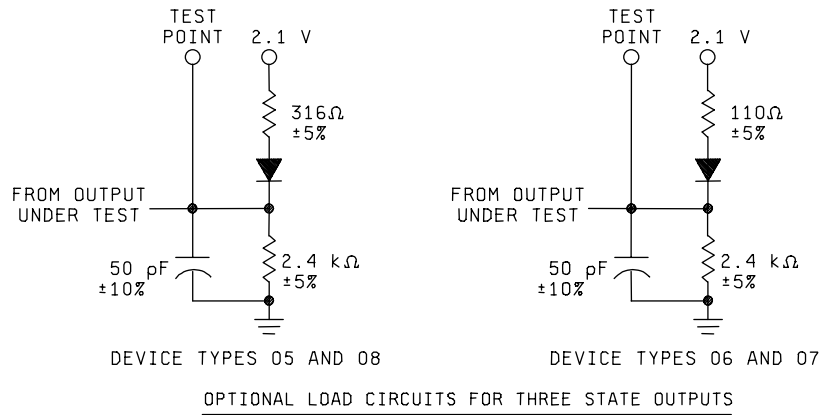 TEST
POINT 2.1 V
316Ω
±5%
FROM OUTPUT
UNDER TEST
50 pF
±10%
2.4 kΩ
±5%
DEVICE TYPES 05 AND 08
TEST
POINT 2.1 V
110Ω
±5%
FROM OUTPUT
UNDER TEST
50 pF
±10%
2.4 kΩ
±5%
DEVICE TYPES 06 AND 07
OPTIONAL LOAD CIRCUITS FOR THREE STATE OUTPUTS